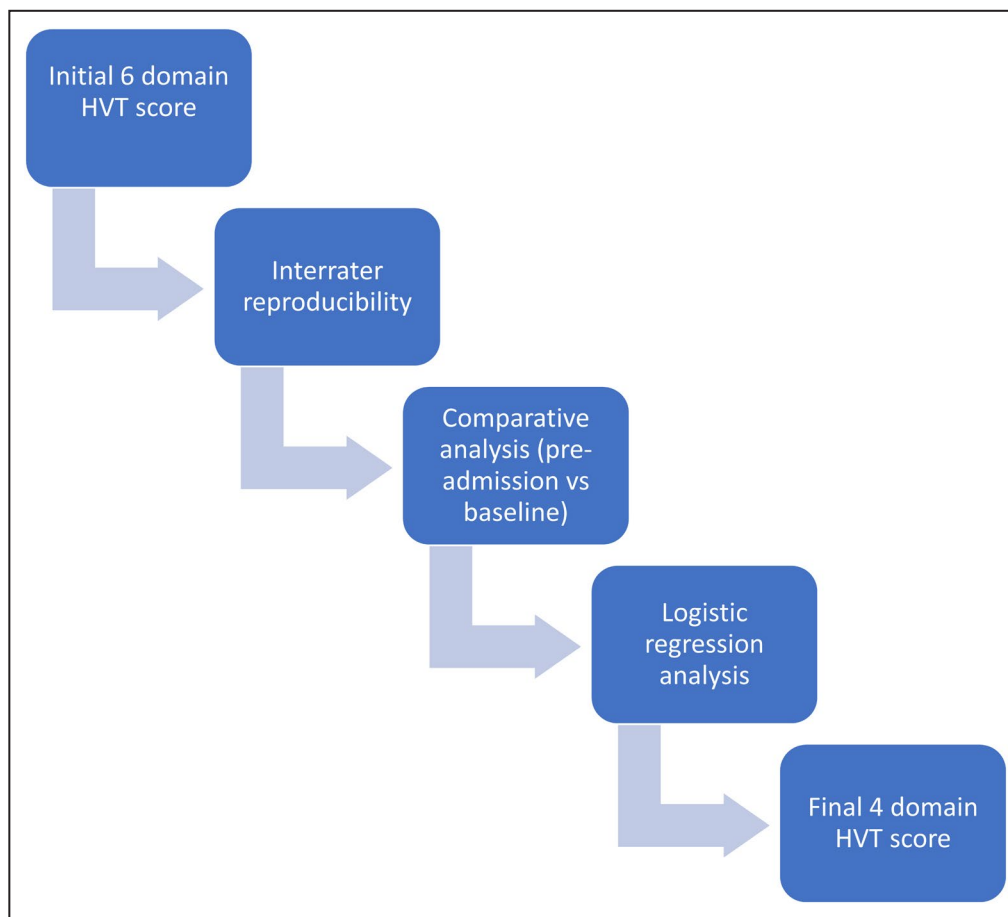 Initial 6 domain
HVT score
Interrater
reproducibility
Comparative
analysis (pre-
admission vs
baseline)
Logistic
regression
analysis
Final 4 domain
HVT score